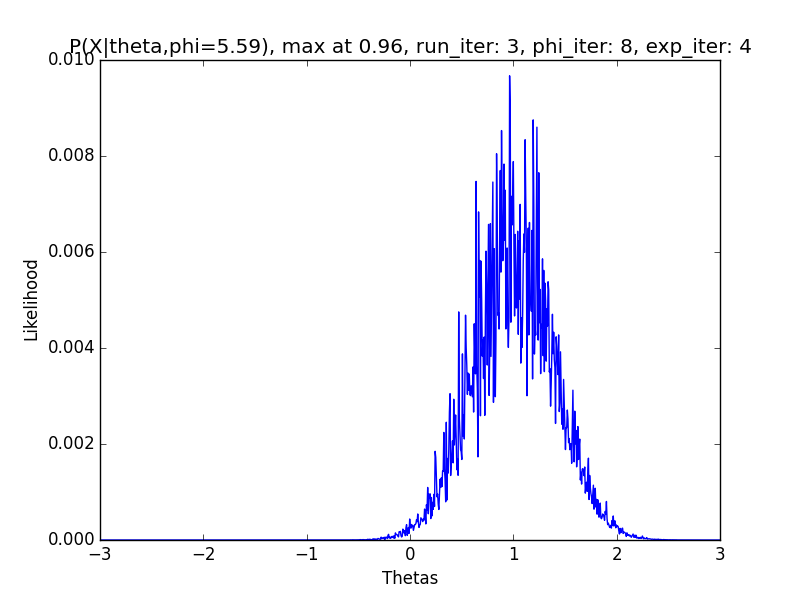 P(X|theta,phi=5.59), max at 0.96, run_iter: 3, phi_iter: 8, exp_iter: 4
0.010
0.008
0.006
0.004
0.002
0.000
Likelihood
−3 −2 −1 0 1 2 3
Thetas